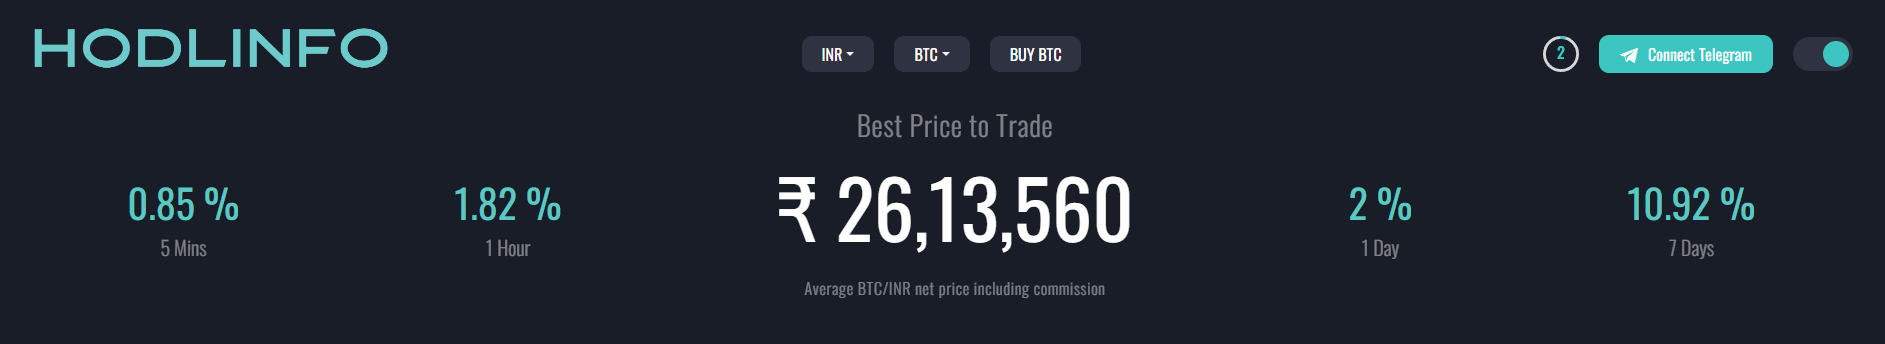 HODLINFO
INR
BTC
BUY BTC
2
Connect Telegram
Best Price to Trade
0.85 %
5 Mins
1.82 %
1 Hour
₹ 26,13,560
2 %
1 Day
10.92 %
7 Days
Average BTC/INR net price including commission